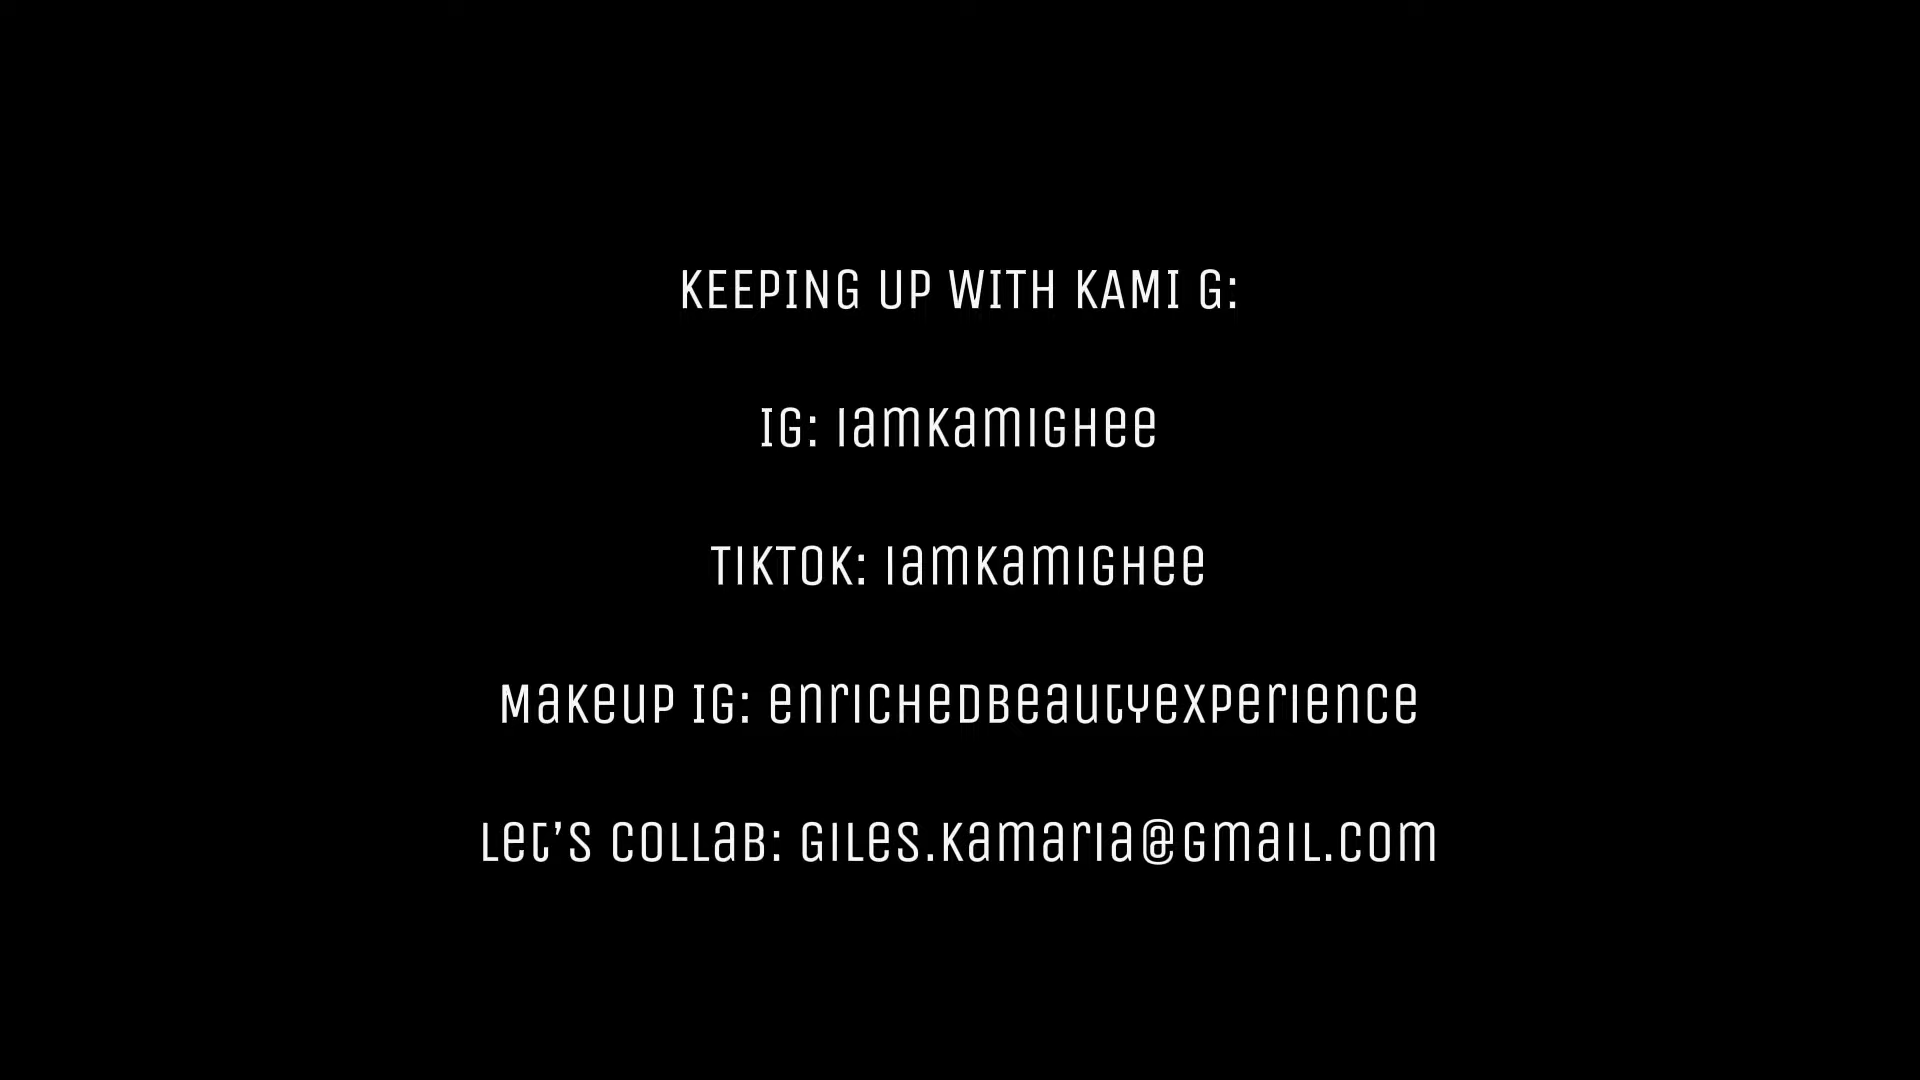 KEEPING UP WITH KAMI G:
IG: iamkamighee
TIKTOK: iamkamighee
Makeup IG: enrichedbeautyexperience
Let’s collab: giles.kamaria@gmail.com